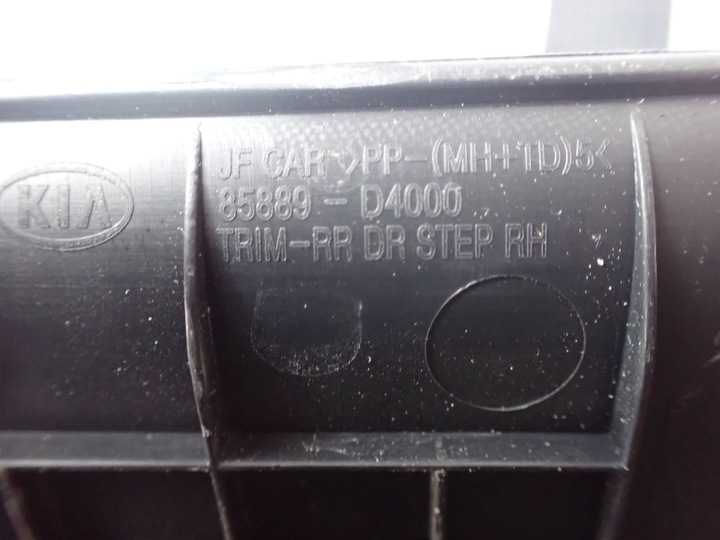 KIA
JF CAR >PP-(MH+TD)5<
85889-D4000
TRIM-RR DR STEP RH